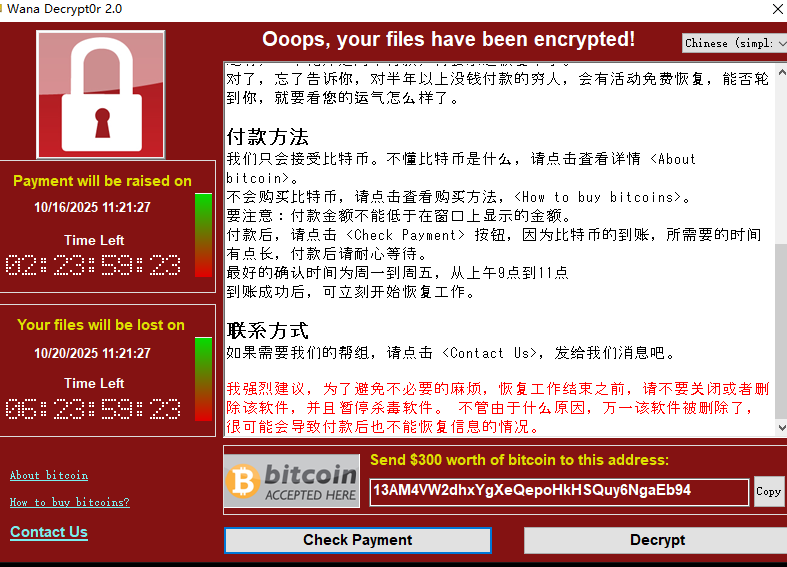 Wana Decrypt0r 2.0
Ooops, your files have been encrypted!
Chinese (simpl:
对了，忘了告诉你，对半年以上没钱付款的穷人，会有活动免费恢复，能否轮
到你，就要看您的运气怎么样了。
付款方法
我们只会接受比特币。不懂比特币是什么，请点击查看详情 <About
bitcoin>。
不会购买比特币，请点击查看购买方法，<How to buy bitcoins>。
要注意：付款金额不能低于在窗口上显示的金额。
付款后，请点击 <Check Payment> 按钮，因为比特币的到账，所需要的时间
有点长，付款后请耐心等待。
最好的确认时间为周一到周五，从上午9点到11点
到账成功后，可立刻开始恢复工作。
联系方式
如果需要我们的帮组，请点击 <Contact Us>，发给我们消息吧。
我强烈建议，为了避免不必要的麻烦，恢复工作结束之前，请不要关闭或者删
除该软件，并且暂停杀毒软件。 不管由于什么原因，万一该软件被删除了，
很可能会导致付款后也不能恢复信息的情况。
Payment will be raised on
10/16/2025 11:21:27
Time Left
02:23:59:23
Your files will be lost on
10/20/2025 11:21:27
Time Left
06:23:59:23
About bitcoin
How to buy bitcoins?
Contact Us
bitcoin
ACCEPTED HERE
Send $300 worth of bitcoin to this address:
13AM4VW2dhxYgXeQepoHkHSQuy6NgaEb94
Copy
Check Payment
Decrypt